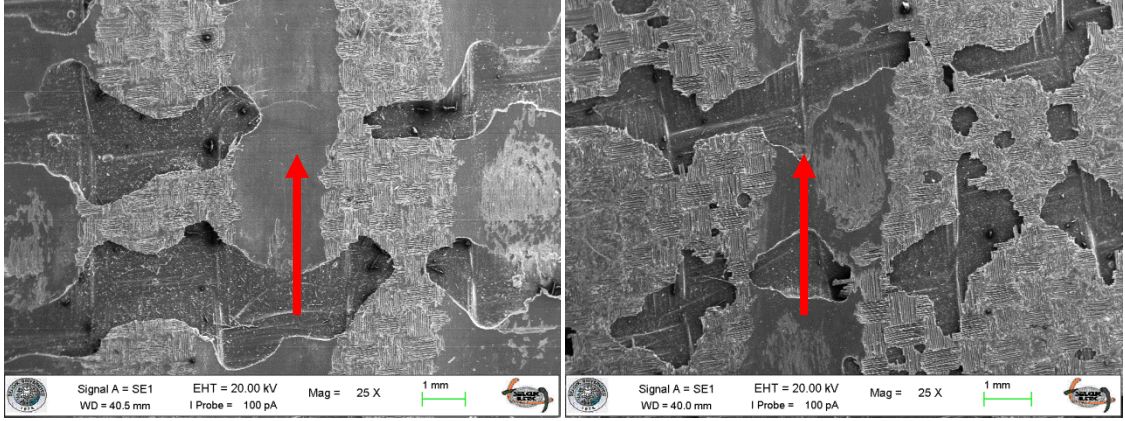 Signal A = SE1
WD = 40.5 mm
EHT = 20.00 kV
I Probe = 100 pA
Mag = 25 X
1 mm
Signal A = SE1
WD = 40.0 mm
EHT = 20.00 kV
I Probe = 100 pA
Mag = 25 X
1 mm